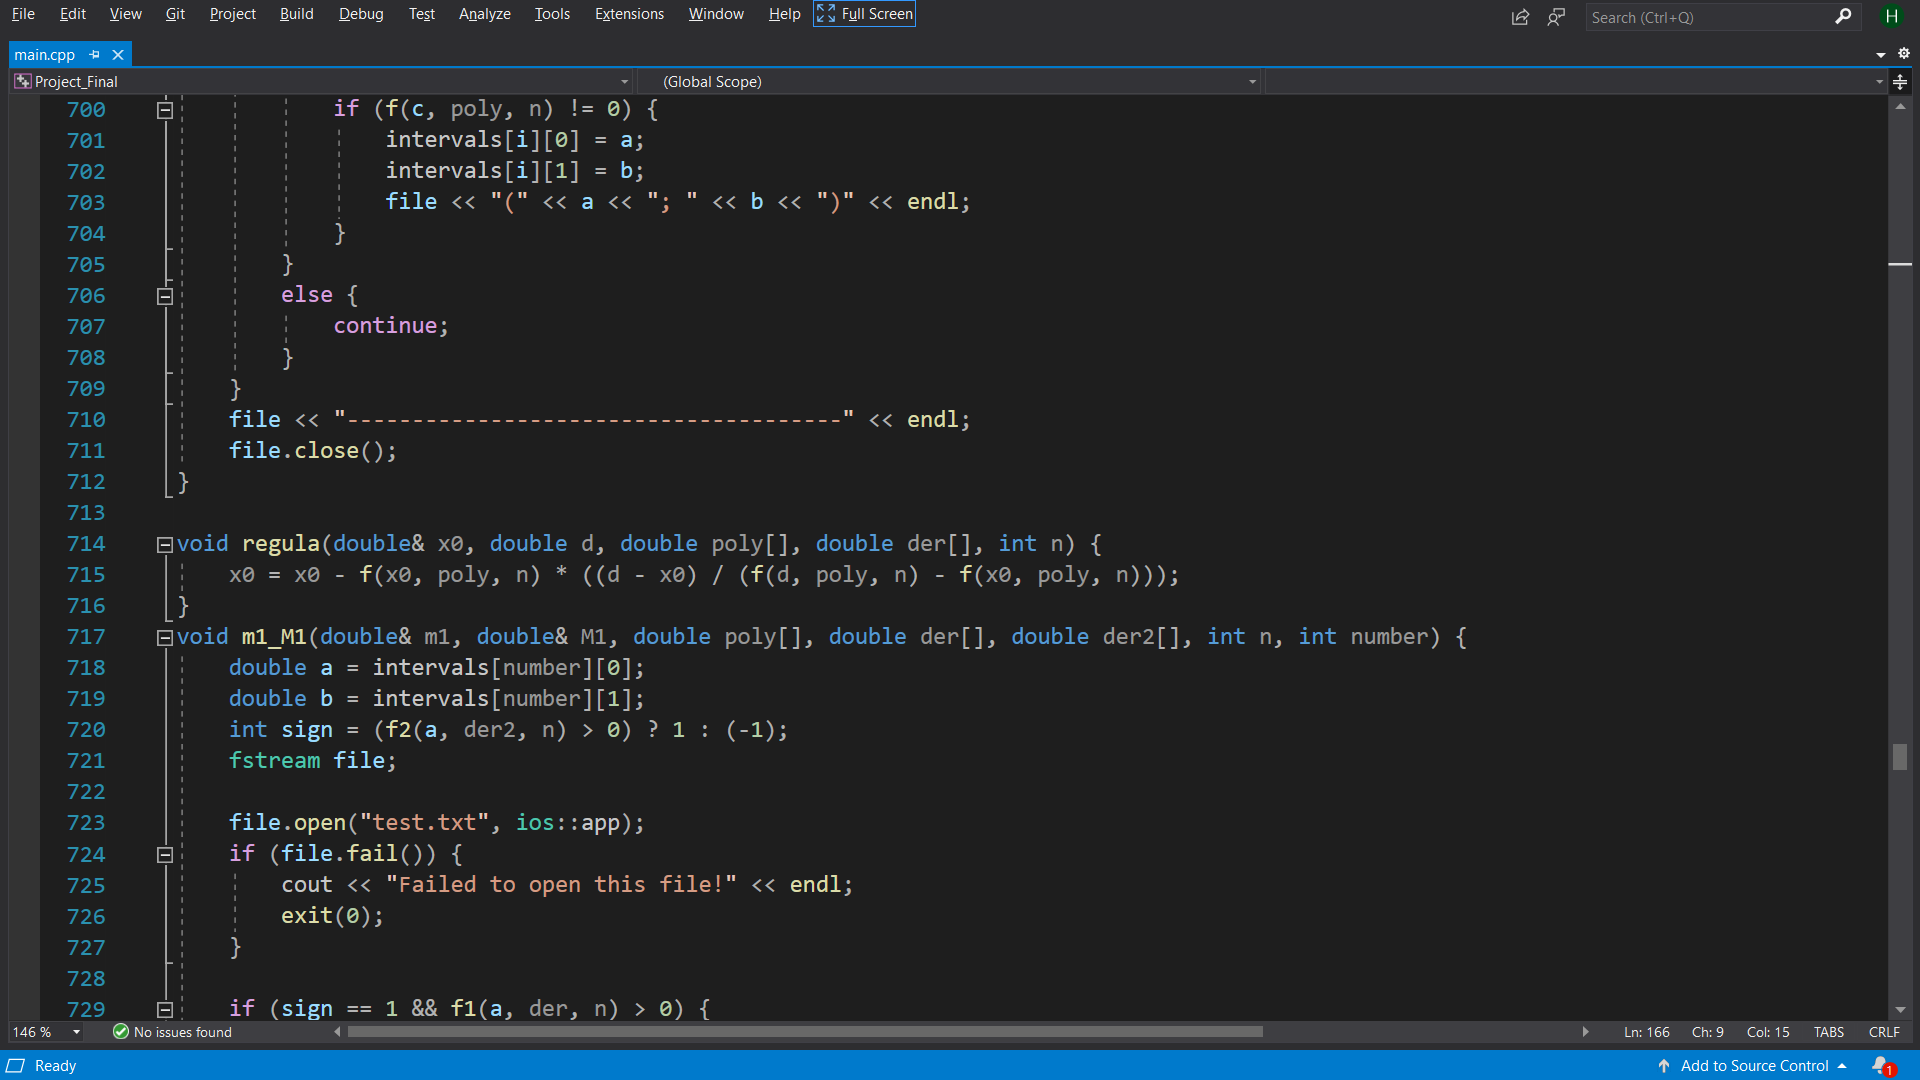 File Edit View Git Project Build Debug Test Analyze Tools Extensions Window Help Full Screen Search (Ctrl+Q) H
main.cpp
Project_Final (Global Scope)
700 if (f(c, poly, n) != 0) {
701 intervals[i][0] = a;
702 intervals[i][1] = b;
703 file << "(" << a << "; " << b << ")" << endl;
704 }
705 }
706 else {
707 continue;
708 }
709 }
710 file << "--------------------------------------" << endl;
711 file.close();
712 }
713
714 void regula(double& x0, double d, double poly[], double der[], int n) {
715 x0 = x0 - f(x0, poly, n) * ((d - x0) / (f(d, poly, n) - f(x0, poly, n)));
716 }
717 void m1_M1(double& m1, double& M1, double poly[], double der[], double der2[], int n, int number) {
718 double a = intervals[number][0];
719 double b = intervals[number][1];
720 int sign = (f2(a, der2, n) > 0) ? 1 : (-1);
721 fstream file;
722
723 file.open("test.txt", ios::app);
724 if (file.fail()) {
725 cout << "Failed to open this file!" << endl;
726 exit(0);
727 }
728
729 if (sign == 1 && f1(a, der, n) > 0) {
146 % No issues found Ln: 166 Ch: 9 Col: 15 TABS CRLF
Ready Add to Source Control 1